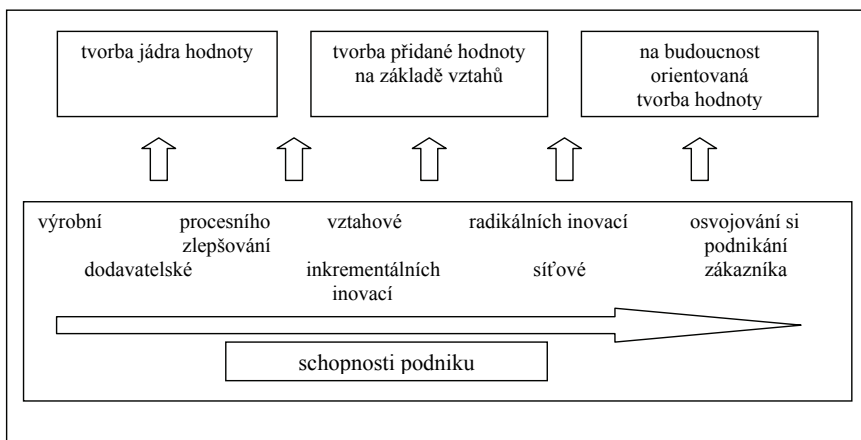 tvorba jádra hodnoty
tvorba přidané hodnoty
na základě vztahů
na budoucnost
orientovaná
tvorba hodnoty
výrobní
procesního
zlepšování
vztahové
radikálních inovací
osvojování si
podnikání
zákazníka
dodavatelské
inkrementálních
inovací
síťové
schopnosti podniku